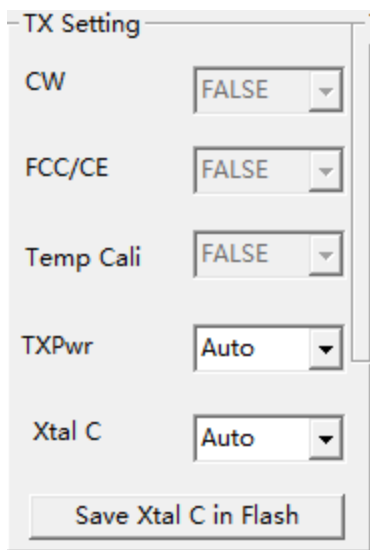 TX Setting
CW FALSE
FCC/CE FALSE
Temp Cali FALSE
TXPwr Auto
Xtal C Auto
Save Xtal C in Flash